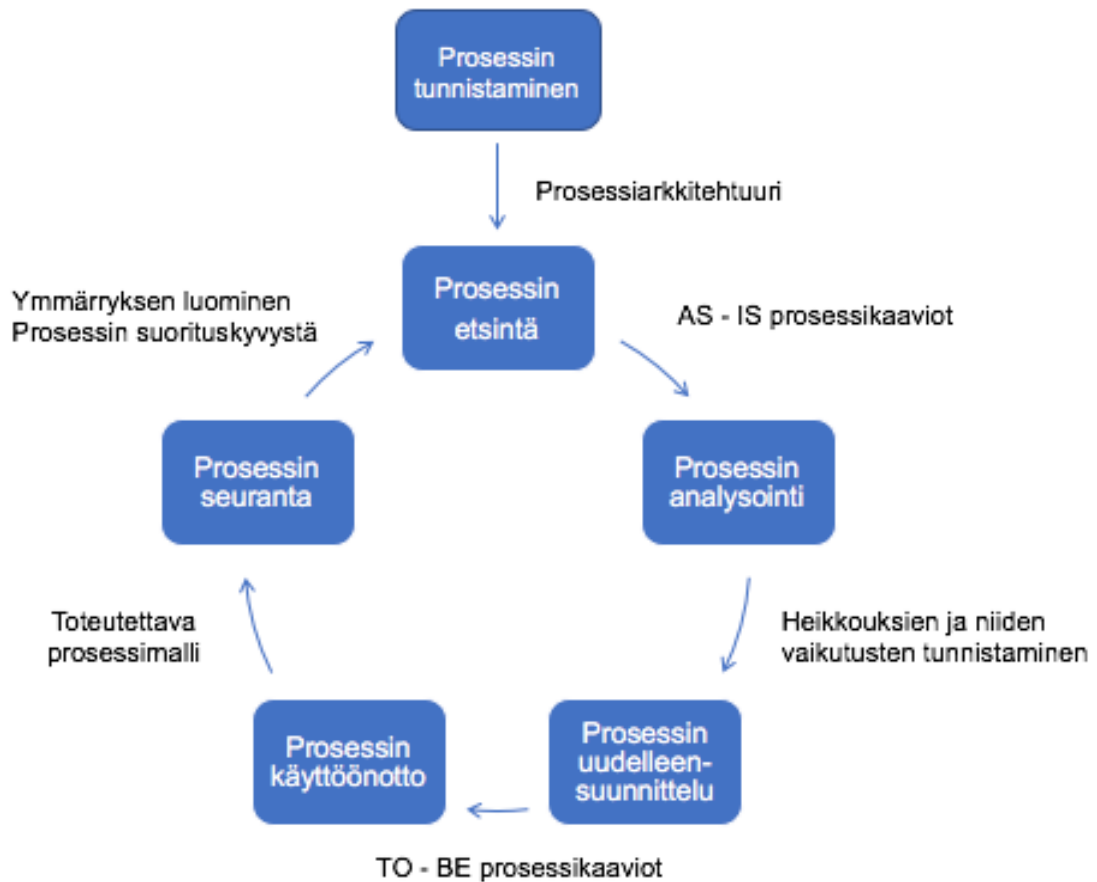 Prosessin
tunnistaminen
Prosessiarkkitehtuuri
Prosessin
etsintä
Ymmärryksen luominen
Prosessin suorituskyvystä
AS - IS prosessikaaviot
Prosessin
seuranta
Prosessin
analysointi
Toteutettava
prosessimalli
Heikkouksien ja niiden
vaikutusten tunnistaminen
Prosessin
käyttöönotto
Prosessin
uudelleen-
suunnittelu
TO - BE prosessikaaviot